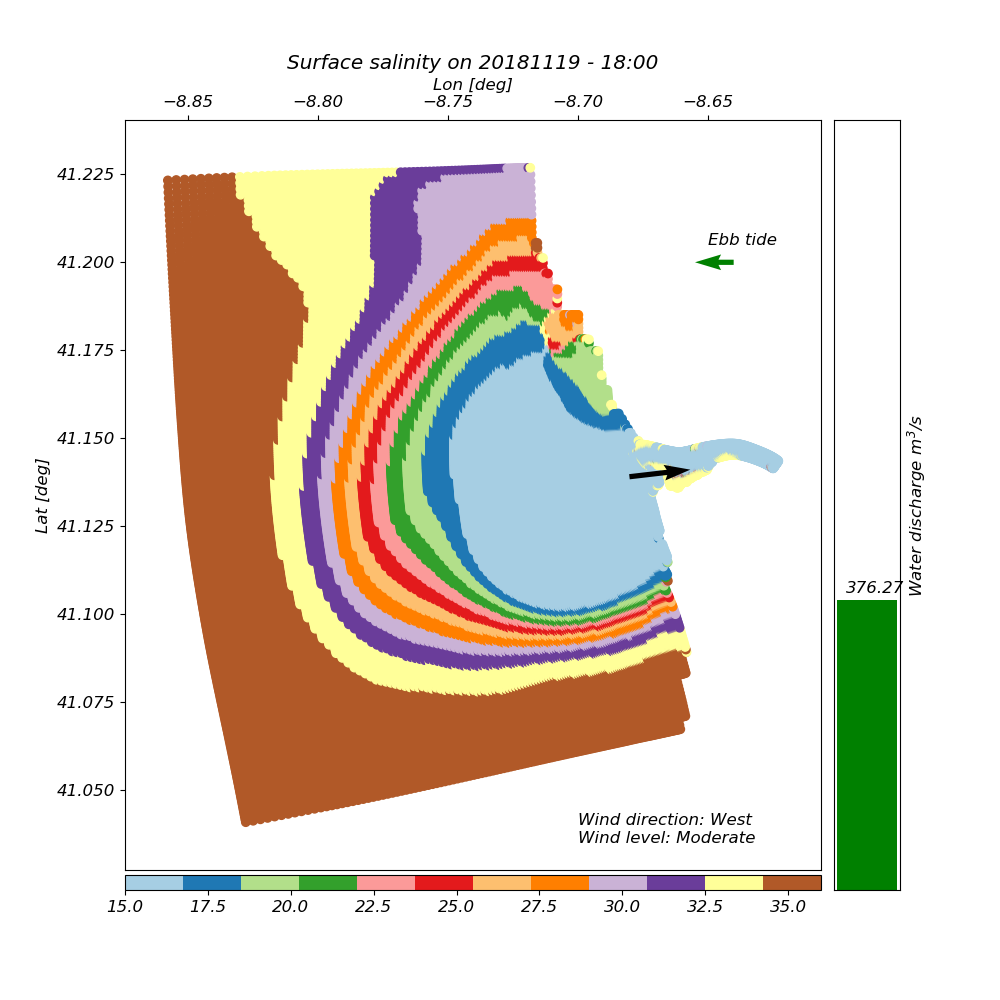 Surface salinity on 20181119 - 18:00
Lon [deg]
−8.85 −8.80 −8.75 −8.70 −8.65
41.225
41.200
41.175
41.150
41.125
41.100
41.075
41.050
Lat [deg]
Ebb tide
Wind direction: West
Wind level: Moderate
376.27
Water discharge m³/s
15.0 17.5 20.0 22.5 25.0 27.5 30.0 32.5 35.0